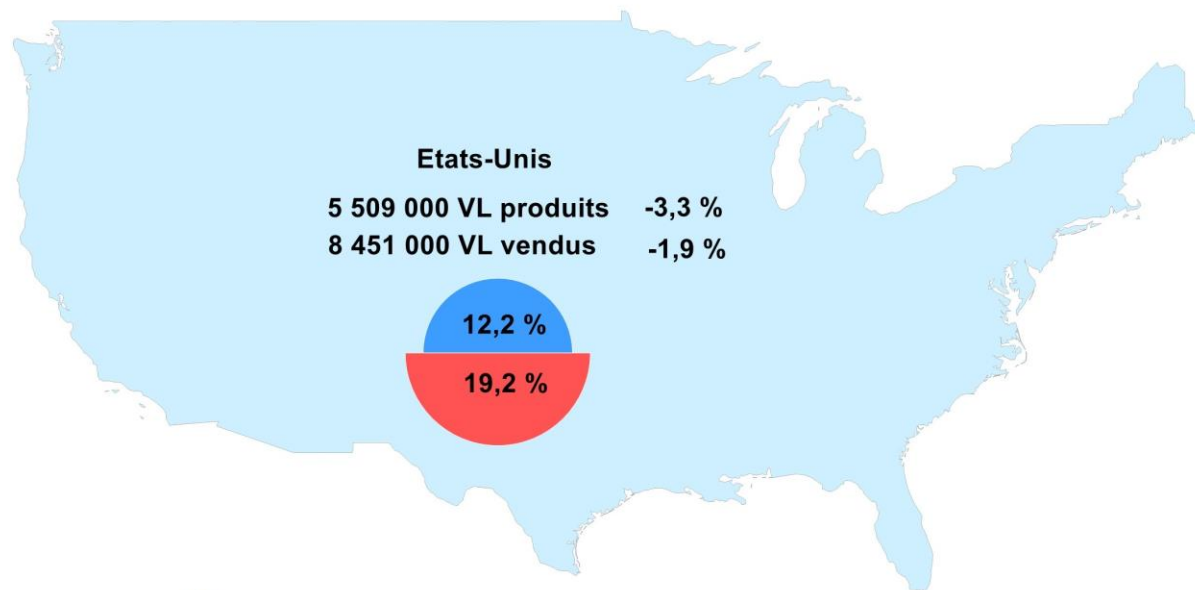 Etats-Unis
5 509 000 VL produits -3,3 %
8 451 000 VL vendus -1,9 %
12,2 %
19,2 %